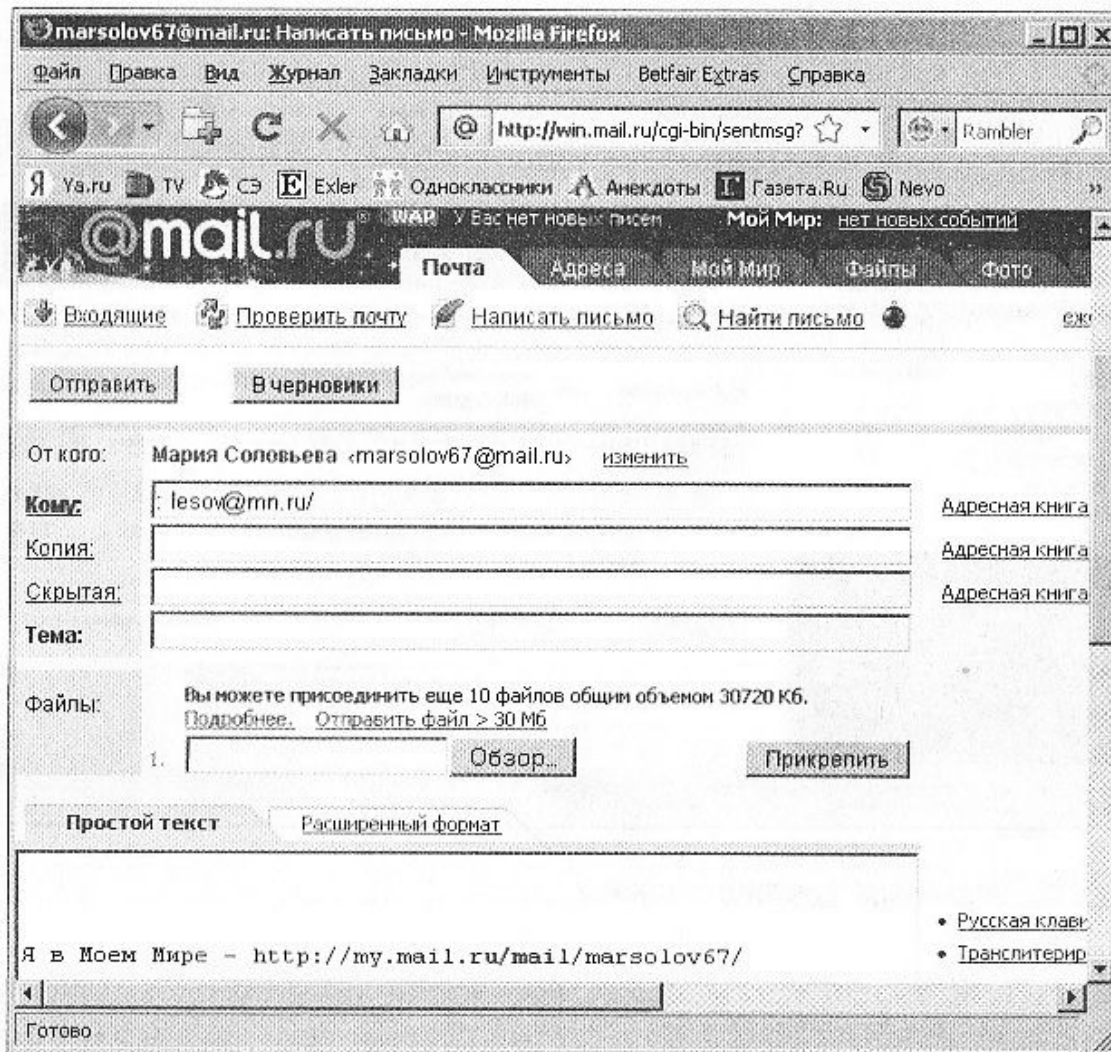 marsolov67@mail.ru: Написать письмо - Mozilla Firefox
Файл Правка Вид Журнал Закладки Инструменты Betfair Extras Справка
@ http://win.mail.ru/cgi-bin/sentmsg? Rambler
Я Ya.ru TV СЭ E Exler Одноклассники Анекдоты Газета.Ru Nevo »
@mail.ru ® WAP У Вас нет новых писем Мой Мир: нет новых событий
Почта Адреса Мой Мир Файлы Фото
Входящие Проверить почту Написать письмо Найти письмо
Отправить В черновики
От кого: Мария Соловьева <marsolov67@mail.ru> изменить
Кому: : lesov@mn.ru/ Адресная книга
Копия: Адресная книга
Скрытая: Адресная книга
Тема:
Файлы: Вы можете присоединить еще 10 файлов общим объемом 30720 Кб.
Подробнее. Отправить файл > 30 Мб
1. Обзор... Прикрепить
Простой текст Расширенный формат
• Русская клави
Я в Моем Мире - http://my.mail.ru/mail/marsolov67/ • Транслитерир
Готово